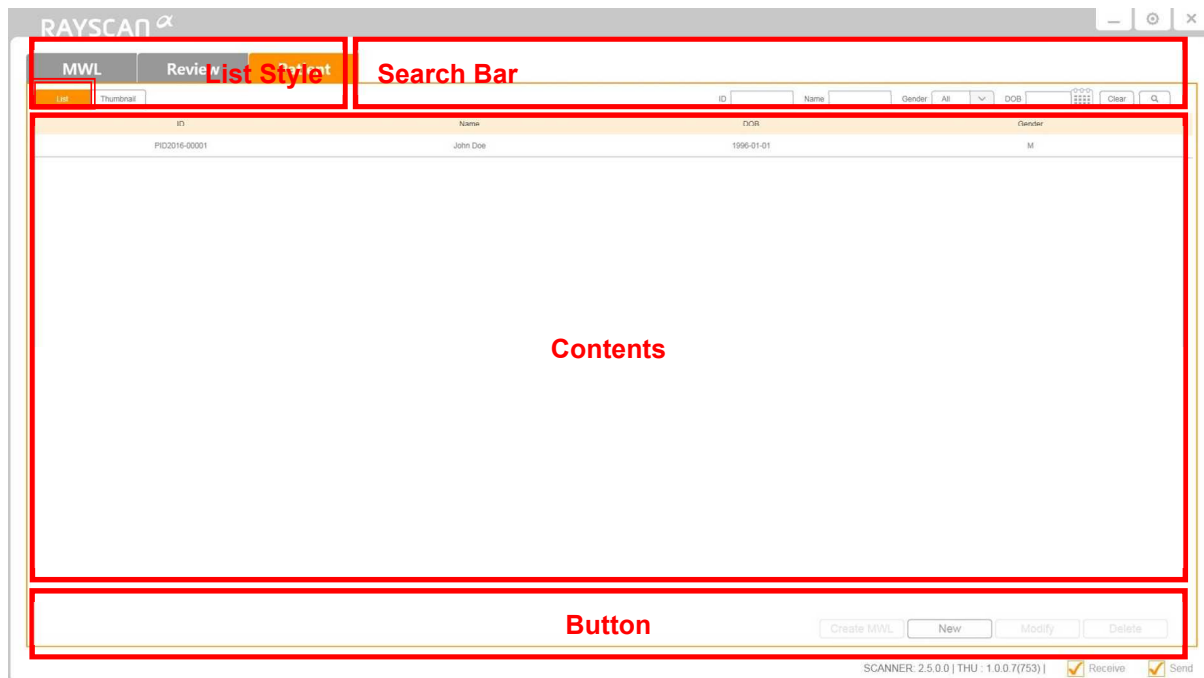 RAYSCAN α
MWL Review Patient
List Style
Search Bar
List Thumbnail ID Name Gender All DOB Clear
ID Name DOB Gender
PID2016-00001 John Doe 1996-01-01 M
Contents
Button
Create MWL New Modify Delete
SCANNER: 2.5.0.0 | THU : 1.0.0.7(753) | Receive Send